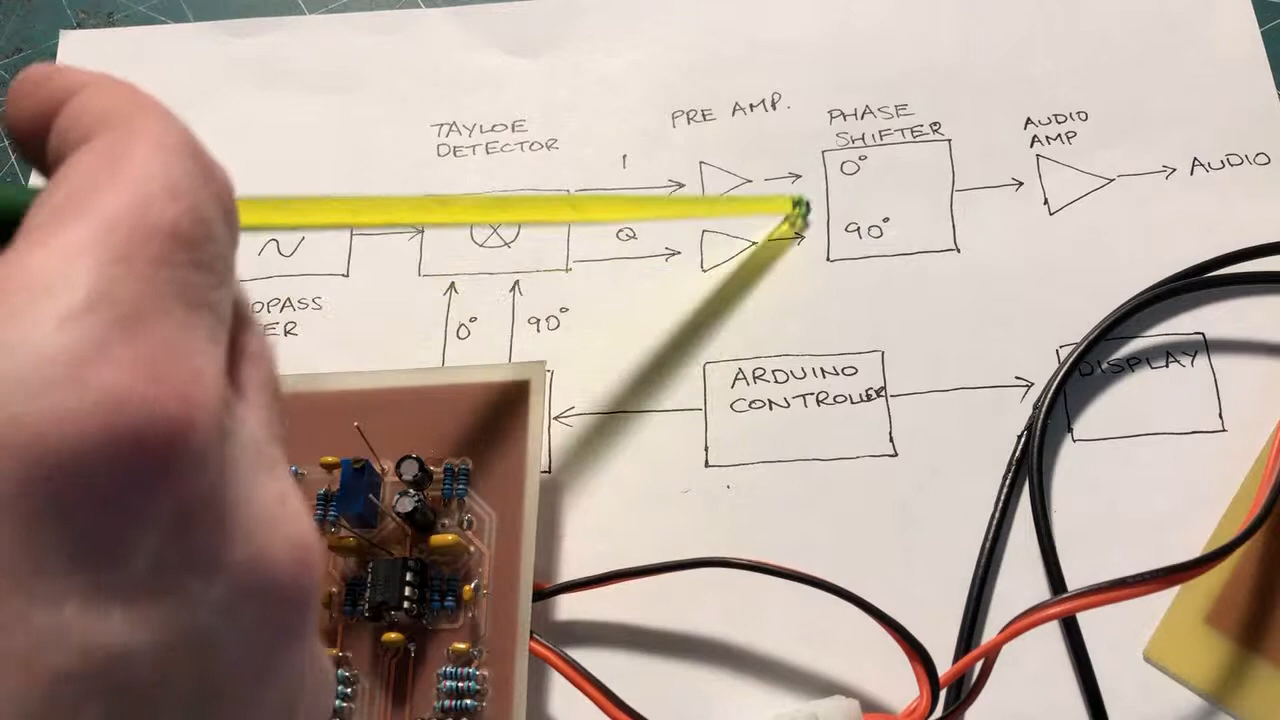 TAYLOE
DETECTOR
PRE AMP.
PHASE
SHIFTER
AUDIO
AMP
I
0°
AUDIO
Q
90°
0°
90°
ARDUINO
CONTROLLER
DISPLAY